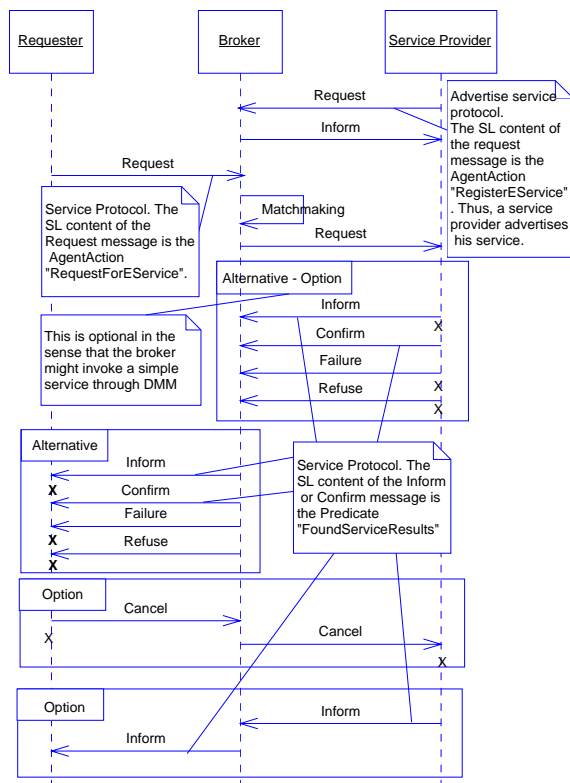 Requester
Broker
Service Provider
Request
Inform
Advertise service
protocol.
The SL content of
the request
message is the
AgentAction
"RegisterEService"
. Thus, a service
provider advertises
his service.
Request
Service Protocol. The
SL content of the
Request message is the
AgentAction
"RequestForEService".
Matchmaking
Request
Alternative - Option
Inform
X
Confirm
Failure
X
Refuse
X
This is optional in the
sense that the broker
might invoke a simple
service through DMM
Alternative
Inform
X
Confirm
Failure
X
Refuse
X
Service Protocol. The
SL content of the Inform
or Confirm message is
the Predicate
"FoundServiceResults"
Option
Cancel
X
Cancel
X
Option
Inform
Inform